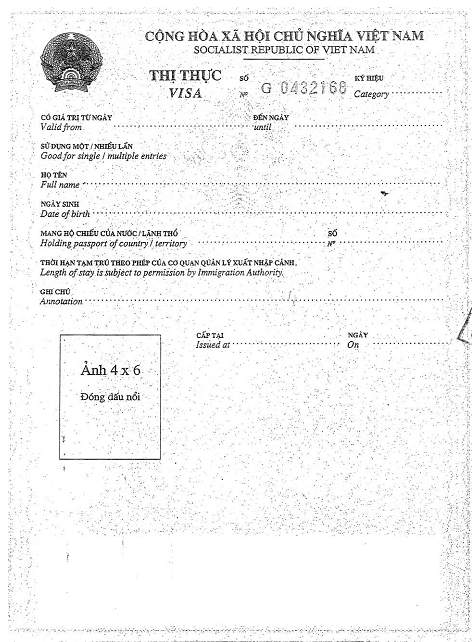 CỘNG HÒA XÃ HỘI CHỦ NGHĨA VIỆT NAM
SOCIALIST REPUBLIC OF VIET NAM
THỊ THỰC
VISA
SỐ
Nº G 0432168
KÝ HIỆU
Category
CÓ GIÁ TRỊ TỪ NGÀY
Valid from
ĐẾN NGÀY
until
SỬ DỤNG MỘT / NHIỀU LẦN
Good for single / multiple entries
HỌ TÊN
Full name
NGÀY SINH
Date of birth
MANG HỘ CHIẾU CỦA NƯỚC / LÃNH THỔ
Holding passport of country / territory
SỐ
Nº
THỜI HẠN TẠM TRÚ THEO PHÉP CỦA CƠ QUAN QUẢN LÝ XUẤT NHẬP CẢNH.
Length of stay is subject to permission by Immigration Authority.
GHI CHÚ
Annotation
CẤP TẠI
Issued at
NGÀY
On
Ảnh 4 x 6
Đóng dấu nổi